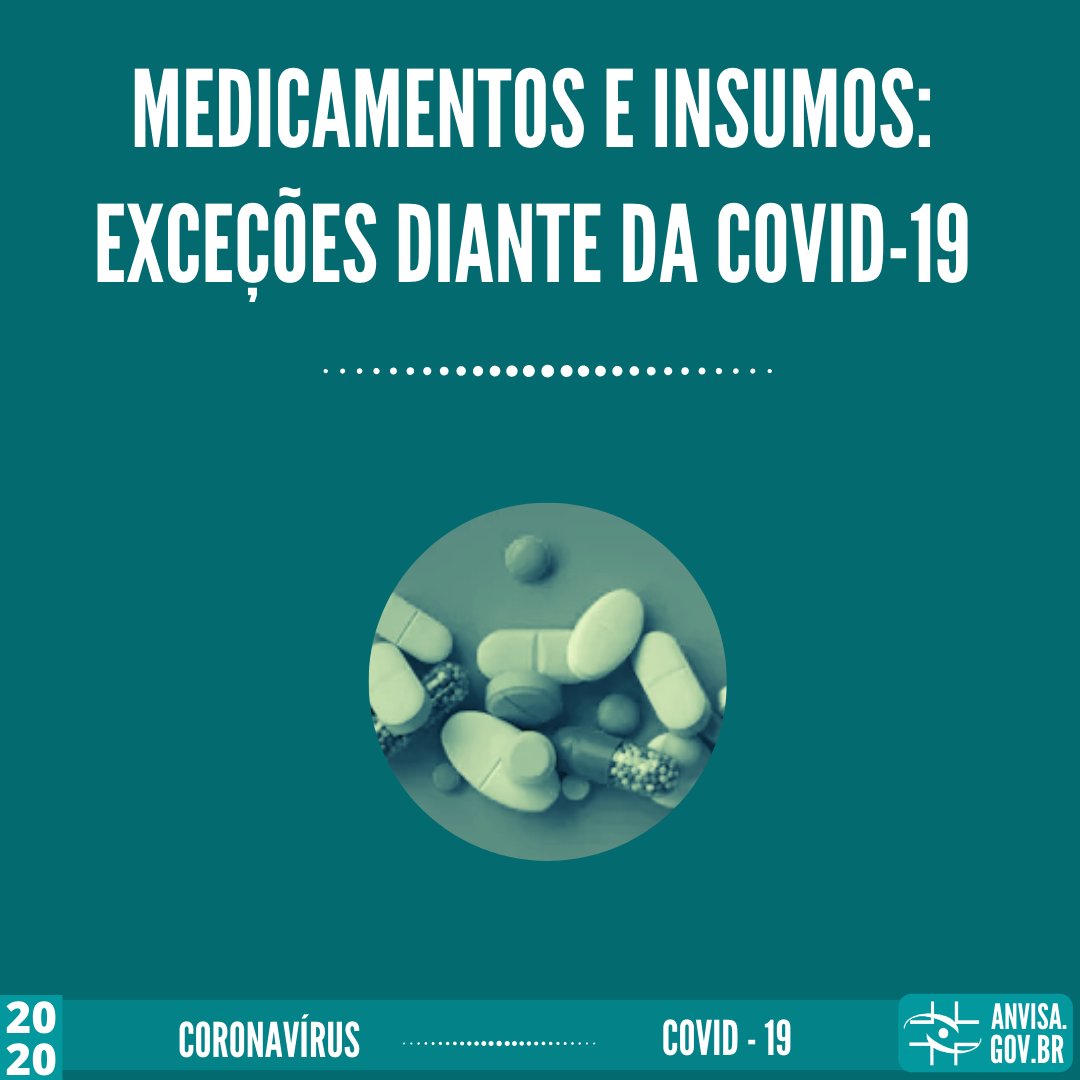 MEDICAMENTOS E INSUMOS:
EXCEÇÕES DIANTE DA COVID-19
20
20
CORONAVÍRUS
COVID - 19
ANVISA.
GOV.BR